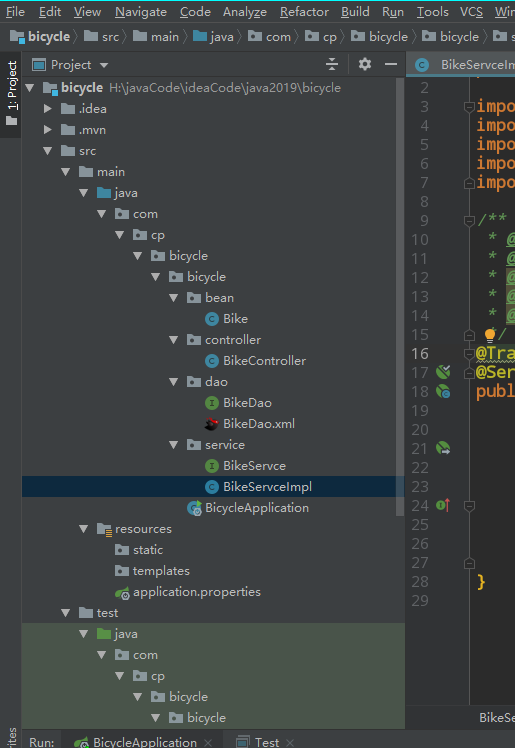 File Edit View Navigate Code Analyze Refactor Build Run Tools VCS Win
bicycle src main java com cp bicycle bicycle s
1: Project
Project
BikeServceIm
bicycle H:\javaCode\ideaCode\java2019\bicycle
.idea
.mvn
src
main
java
com
cp
bicycle
bicycle
bean
Bike
controller
BikeController
dao
BikeDao
BikeDao.xml
service
BikeServce
BikeServceImpl
BicycleApplication
resources
static
templates
application.properties
test
java
com
cp
bicycle
bicycle
2
3 impo
4 impo
5 impo
6 impo
7 impo
8
9 /**
10 * @
11 * @
12 * @
13 * @
14 * @
15 */
16 @Tra
17 @Ser
18 publ
19
20
21
22
23
24
25
26
27
28 }
29
BikeSe
rites
Run: BicycleApplication × Test ×